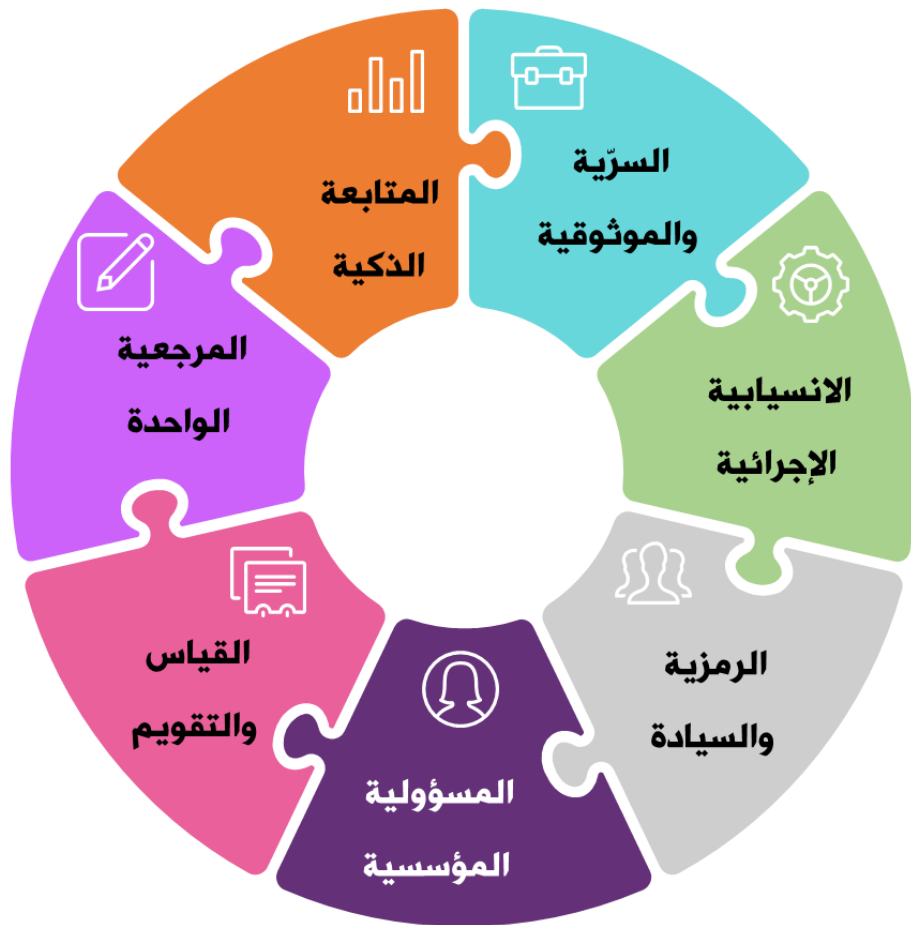 السرّية
والموثوقية
الانسيابية
الإجرائية
الرمزية
والسيادة
المسؤولية
المؤسسية
القياس
والتقويم
المرجعية
الواحدة
المتابعة
الذكية